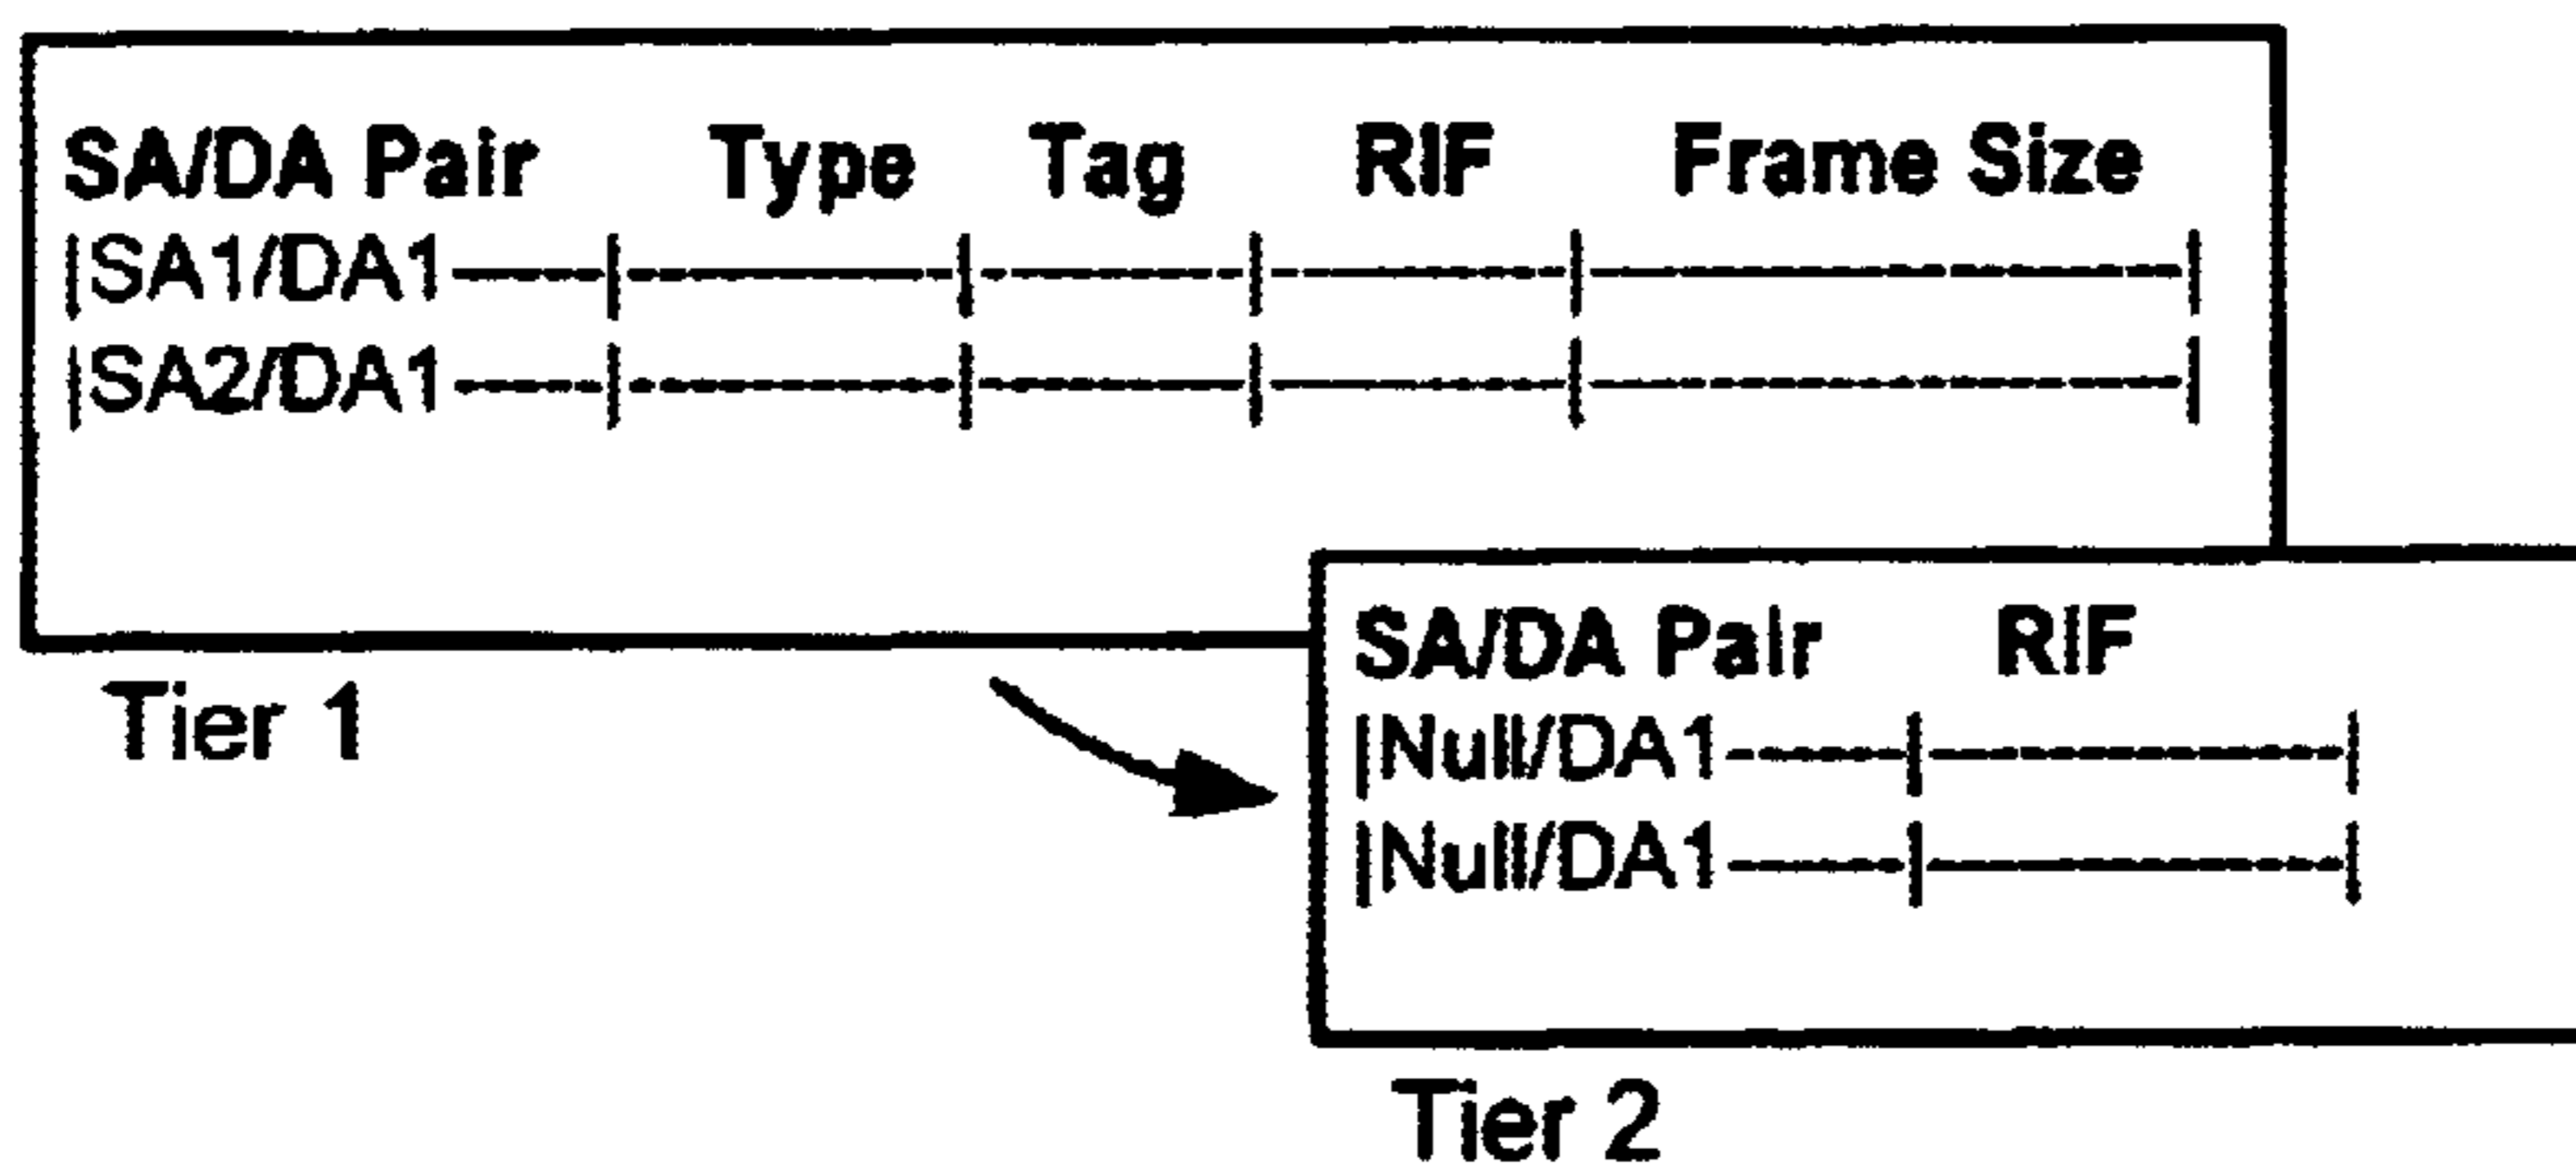 SA/DA Pair Type Tag RIF Frame Size
|SA1/DA1-----|----------|--------|---------|-----------------|
|SA2/DA1-----|----------|--------|---------|-----------------|
Tier 1
SA/DA Pair RIF
|Null/DA1-----|------------|
|Null/DA1-----|------------|
Tier 2